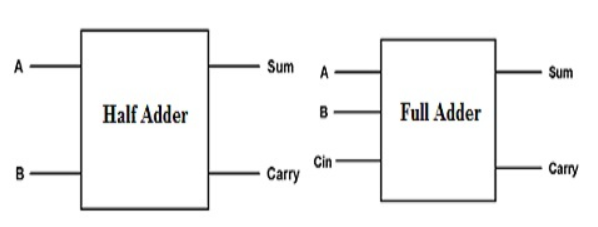 A
Half Adder
Sum
B
Carry
A
B
Cin
Full Adder
Sum
Carry